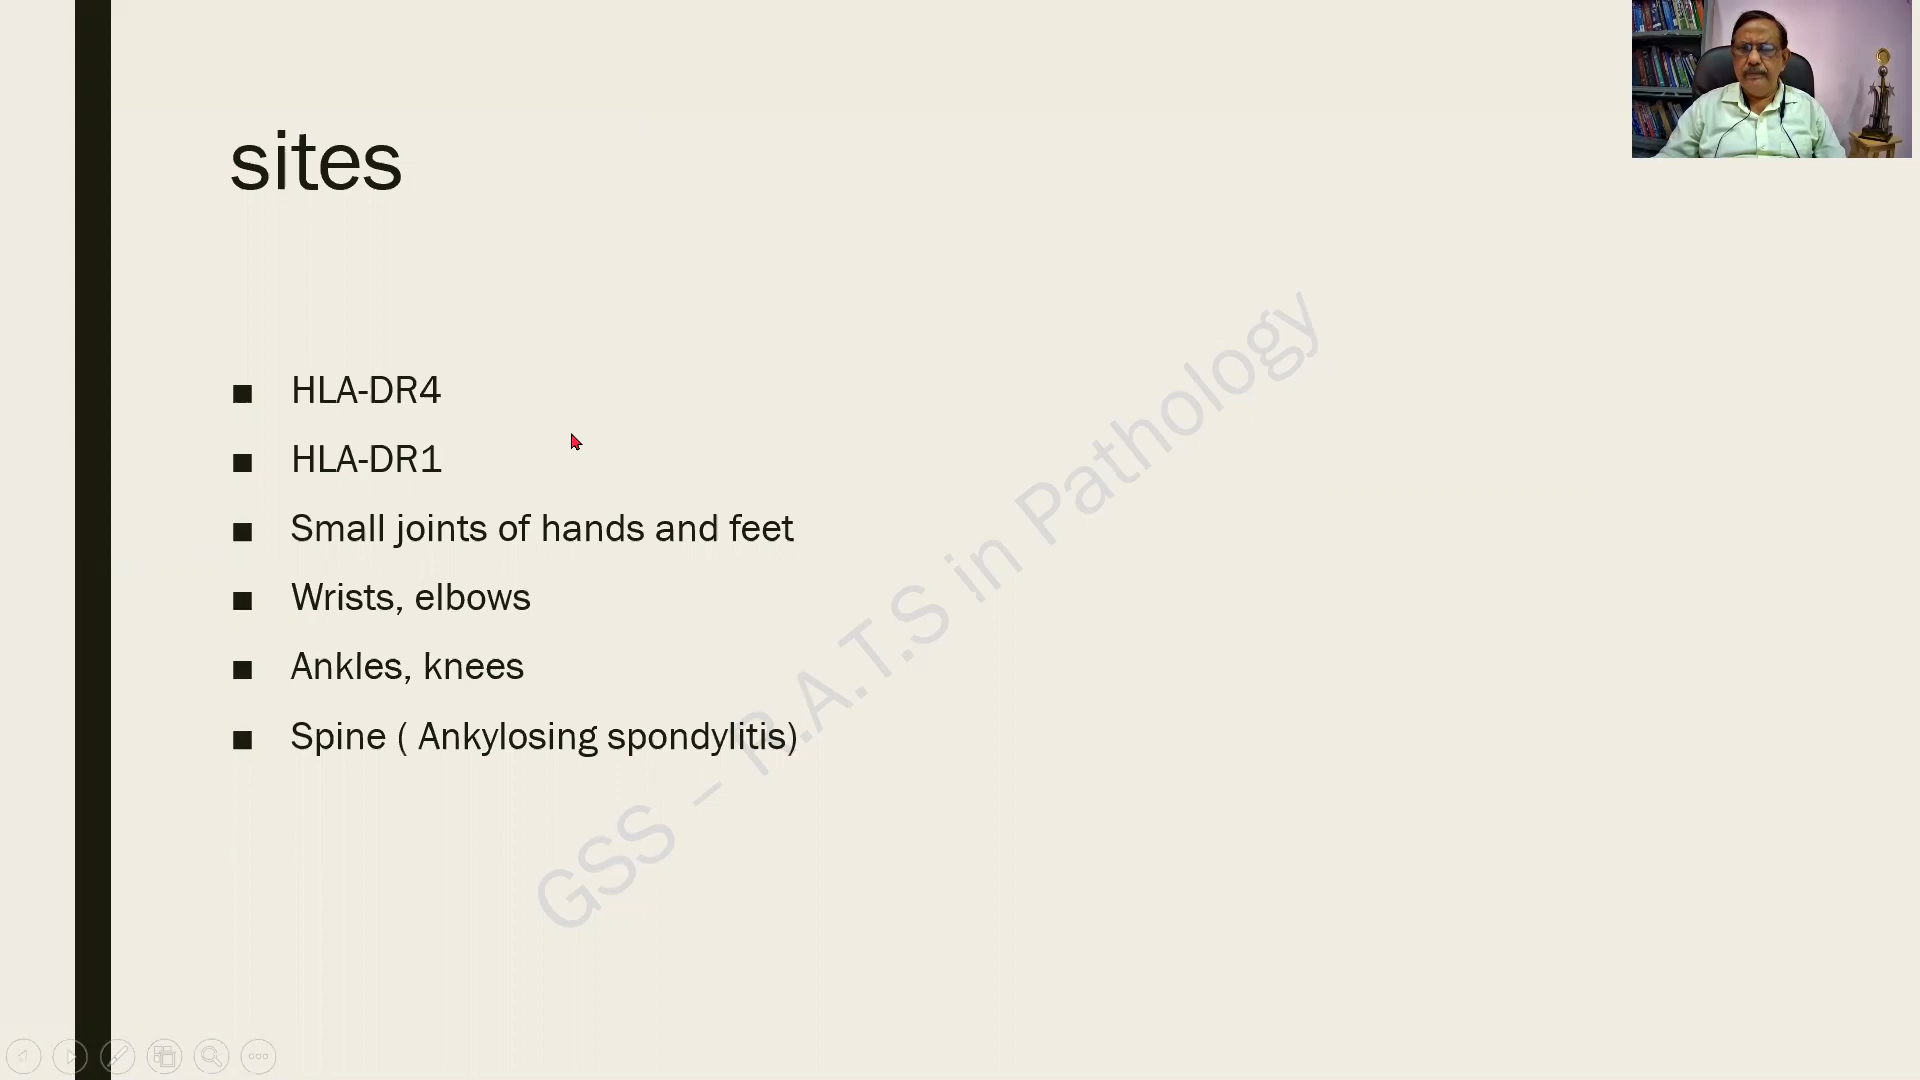 sites
HLA-DR4
HLA-DR1
Small joints of hands and feet
Wrists, elbows
Ankles, knees
Spine ( Ankylosing spondylitis)
GSS – R.A.T.S in Pathology